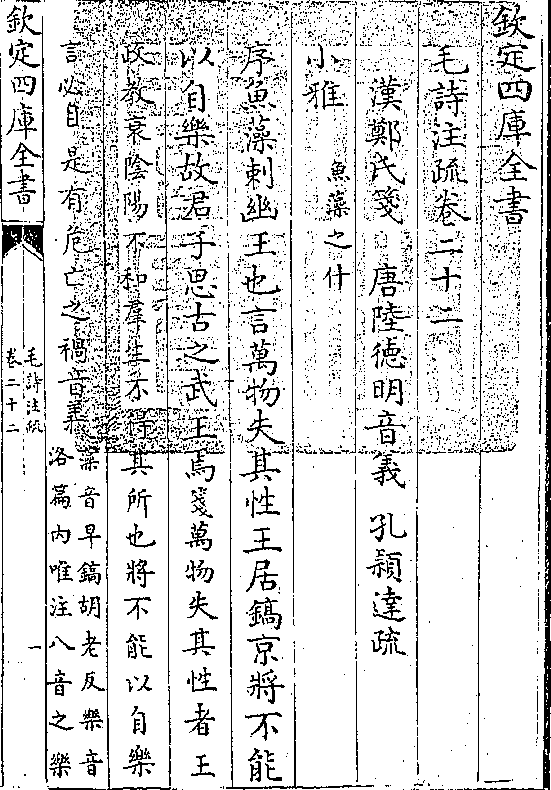 欽定四庫全書
毛詩注疏卷二十二
漢鄭氏箋　唐陸德明音義　孔穎達疏
小雅　魚藻之什
序魚藻刺幽王也言萬物失其性王居鎬京將不能
以自樂故君子思古之武王焉箋萬物失其性者王
政教衰陰陽不和羣生不得其所也將不能以自樂
言必自是有危亡之禍音義
藻音早鎬胡老反樂音
洛篇内唯注八音之樂
欽定四庫全書
毛詩注疏
卷二十二
一